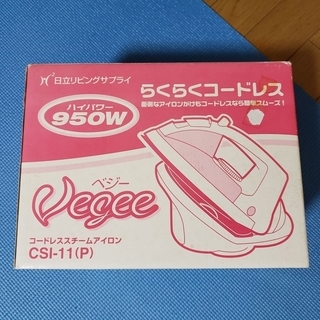 日立リビングサプライ
らくらくコードレス
面倒なアイロンがけもコードレスなら簡単スムーズ！
ハイパワー
950W
ベジー
Vegee
コードレススチームアイロン
CSI-11(P)